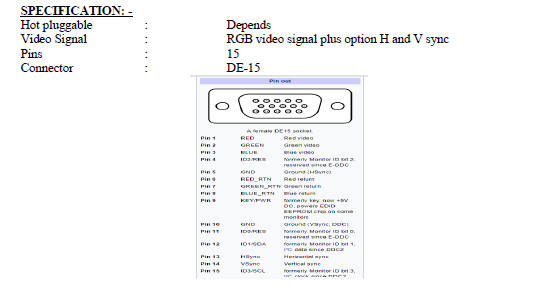 SPECIFICATION: -
Hot pluggable : Depends
Video Signal : RGB video signal plus option H and V sync
Pins : 15
Connector : DE-15
Pin out
A female DE15 socket.
Pin 1 RED Red video
Pin 2 GREEN Green video
Pin 3 BLUE Blue video
Pin 4 ID2/RES formerly Monitor ID bit 2,
reserved since E-DDC
Pin 5 GND Ground (HSync)
Pin 6 RED_RTN Red return
Pin 7 GREEN_RTN Green return
Pin 8 BLUE_RTN Blue return
Pin 9 KEY/PWR formerly key, now +5V
DC, powers EDID
EEPROM chip on some
monitors
Pin 10 GND Ground (VSync, DDC)
Pin 11 ID0/RES formerly Monitor ID bit 0,
reserved since E-DDC
Pin 12 ID1/SDA formerly Monitor ID bit 1,
I²C data since DDC2
Pin 13 HSync Horizontal sync
Pin 14 VSync Vertical sync
Pin 15 ID3/SCL formerly Monitor ID bit 3,
I²C clock since DDC2